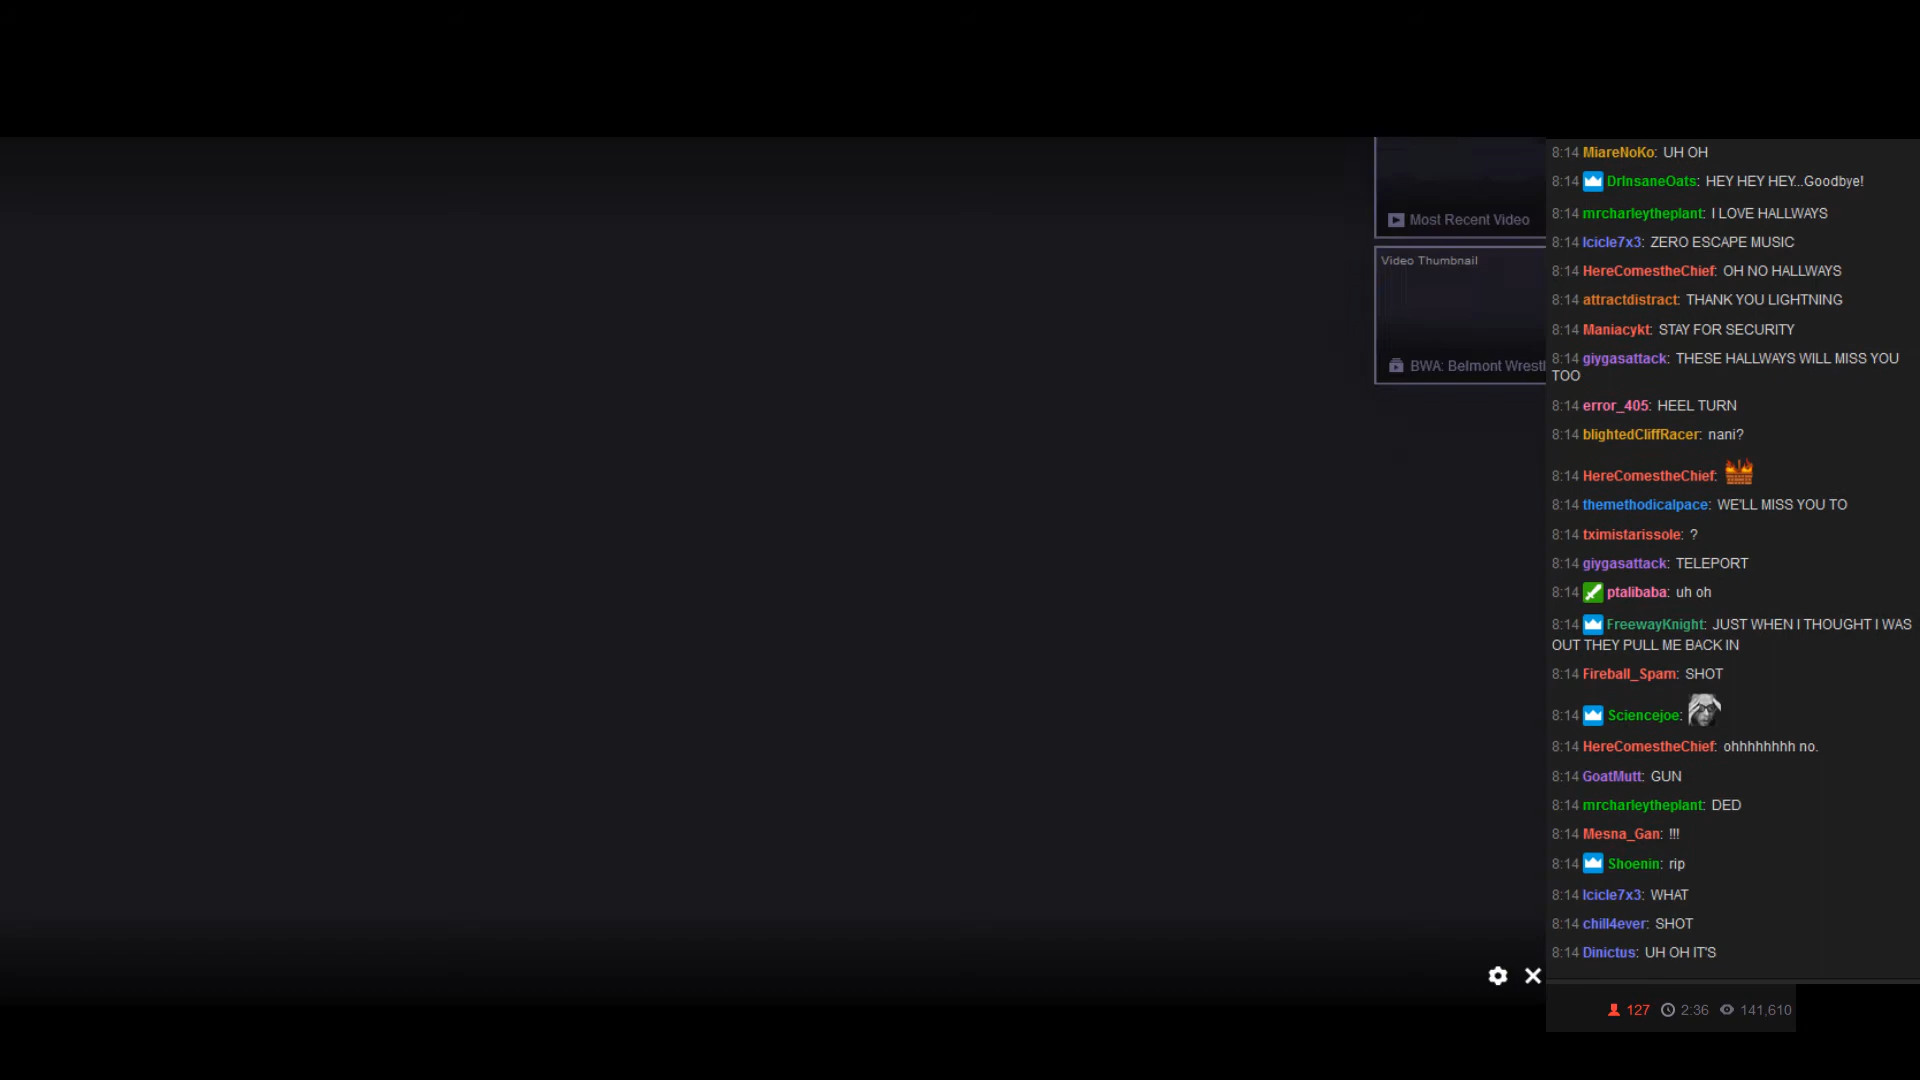 Most Recent Video
Video Thumbnail
BWA: Belmont Wrestl
8:14 MiareNoKo: UH OH
8:14 DrInsaneOats: HEY HEY HEY...Goodbye!
8:14 mrcharleytheplant: I LOVE HALLWAYS
8:14 Icicle7x3: ZERO ESCAPE MUSIC
8:14 HereComestheChief: OH NO HALLWAYS
8:14 attractdistract: THANK YOU LIGHTNING
8:14 Maniacykt: STAY FOR SECURITY
8:14 giygasattack: THESE HALLWAYS WILL MISS YOU
TOO
8:14 error_405: HEEL TURN
8:14 blightedCliffRacer: nani?
8:14 HereComestheChief:
8:14 themethodicalpace: WE'LL MISS YOU TO
8:14 tximistarissole: ?
8:14 giygasattack: TELEPORT
8:14 ptalibaba: uh oh
8:14 FreewayKnight: JUST WHEN I THOUGHT I WAS
OUT THEY PULL ME BACK IN
8:14 Fireball_Spam: SHOT
8:14 Sciencejoe:
8:14 HereComestheChief: ohhhhhhhh no.
8:14 GoatMutt: GUN
8:14 mrcharleytheplant: DED
8:14 Mesna_Gan: !!!
8:14 Shoenin: rip
8:14 Icicle7x3: WHAT
8:14 chill4ever: SHOT
8:14 Dinictus: UH OH IT'S
127 2:36 141,610